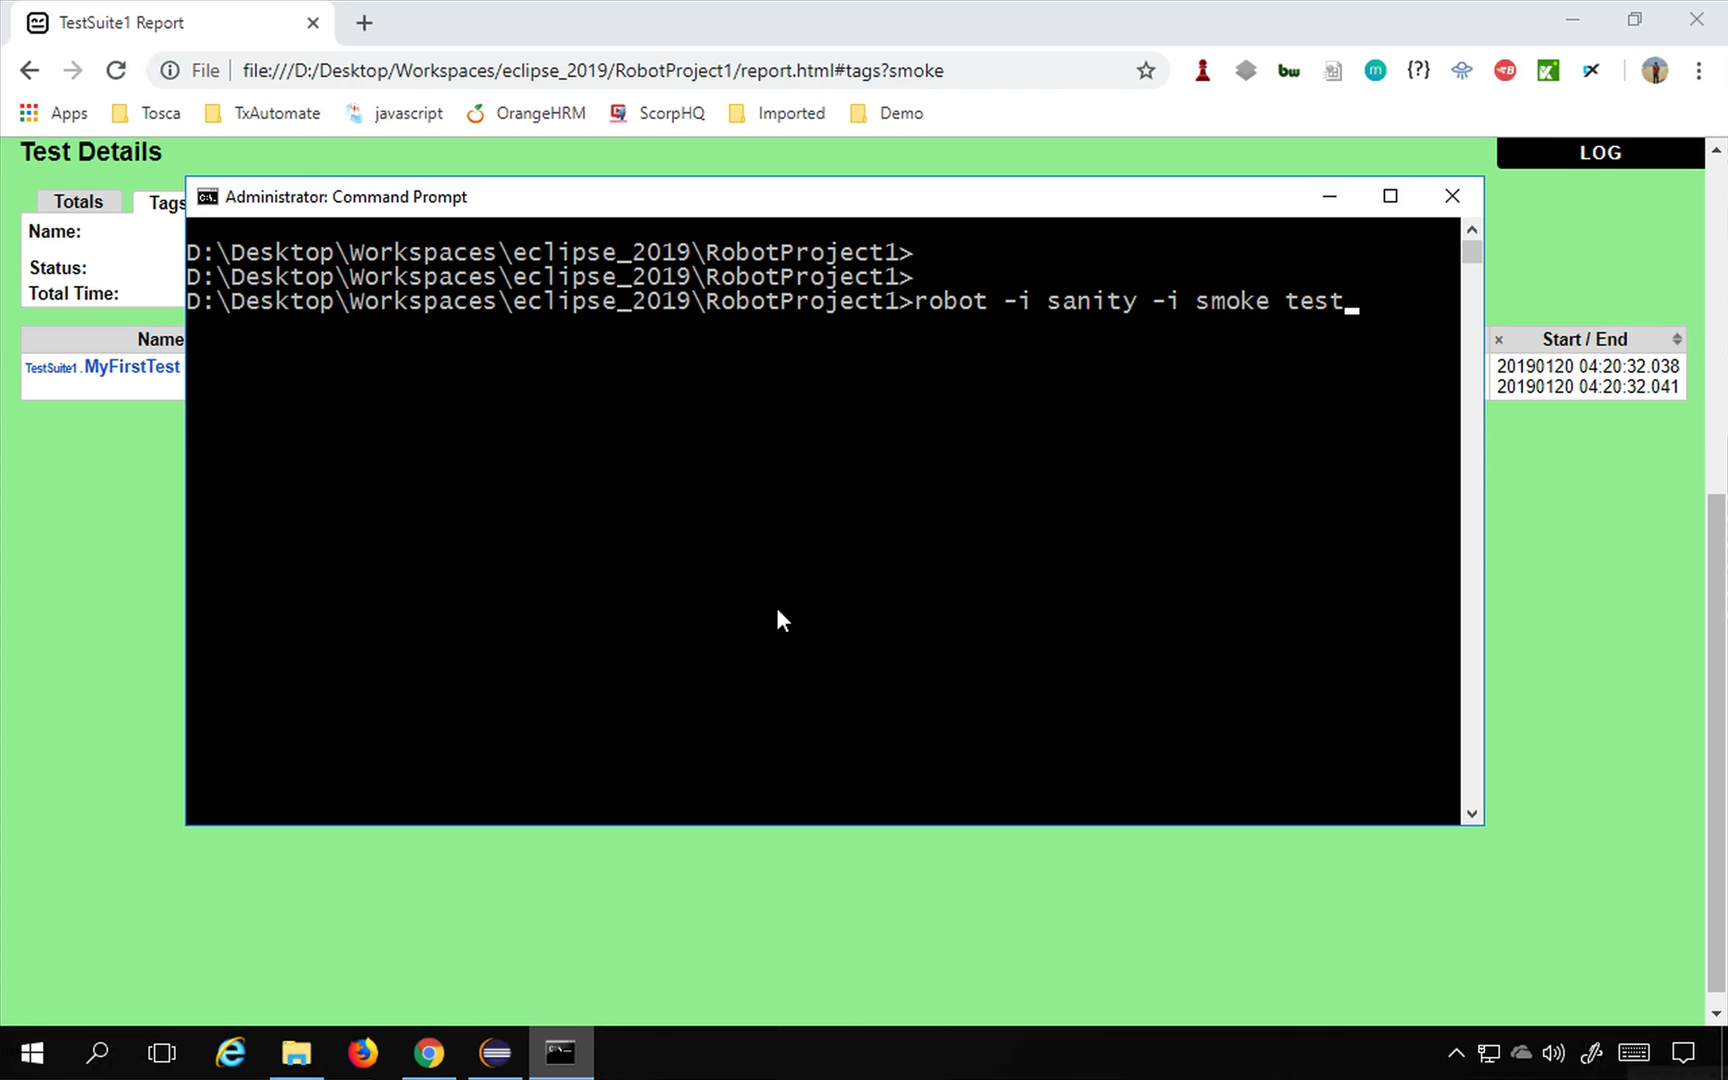 TestSuite1 Report
File file:///D:/Desktop/Workspaces/eclipse_2019/RobotProject1/report.html#tags?smoke
bw m {?} B
Apps Tosca TxAutomate javascript OrangeHRM ScorpHQ Imported Demo
Test Details LOG
Totals Tags
Name:
Status:
Total Time:
Name × Start / End
TestSuite1 . MyFirstTest 20190120 04:20:32.038
20190120 04:20:32.041
Administrator: Command Prompt
D:\Desktop\Workspaces\eclipse_2019\RobotProject1>
D:\Desktop\Workspaces\eclipse_2019\RobotProject1>
D:\Desktop\Workspaces\eclipse_2019\RobotProject1>robot -i sanity -i smoke test_